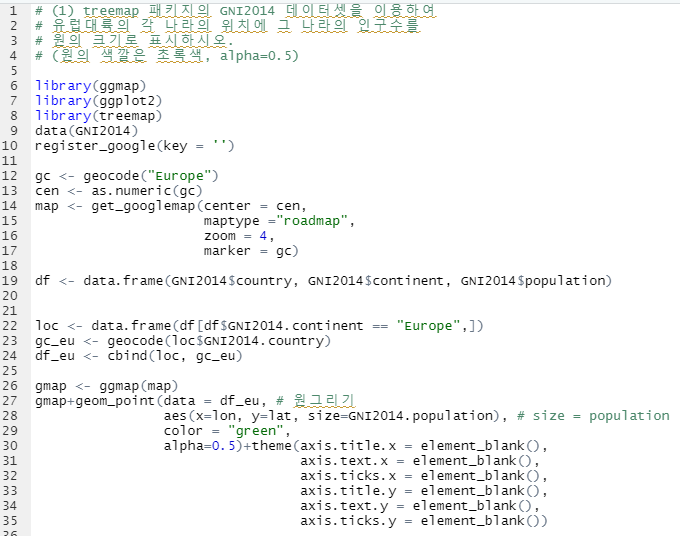 1 # (1) treemap 패키지의 GNI2014 데이터셋을 이용하여
2 # 유럽대륙의 각 나라의 위치에 그 나라의 인구수를
3 # 원의 크기로 표시하시오.
4 # (원의 색깔은 초록색, alpha=0.5)
5
6 library(ggmap)
7 library(ggplot2)
8 library(treemap)
9 data(GNI2014)
10 register_google(key = '')
11
12 gc <- geocode("Europe")
13 cen <- as.numeric(gc)
14 map <- get_googlemap(center = cen,
15 maptype ="roadmap",
16 zoom = 4,
17 marker = gc)
18
19 df <- data.frame(GNI2014$country, GNI2014$continent, GNI2014$population)
20
21
22 loc <- data.frame(df[df$GNI2014.continent == "Europe",])
23 gc_eu <- geocode(loc$GNI2014.country)
24 df_eu <- cbind(loc, gc_eu)
25
26 gmap <- ggmap(map)
27 gmap+geom_point(data = df_eu, # 원그리기
28 aes(x=lon, y=lat, size=GNI2014.population), # size = population
29 color = "green",
30 alpha=0.5)+theme(axis.title.x = element_blank(),
31 axis.text.x = element_blank(),
32 axis.ticks.x = element_blank(),
33 axis.title.y = element_blank(),
34 axis.text.y = element_blank(),
35 axis.ticks.y = element_blank())
36